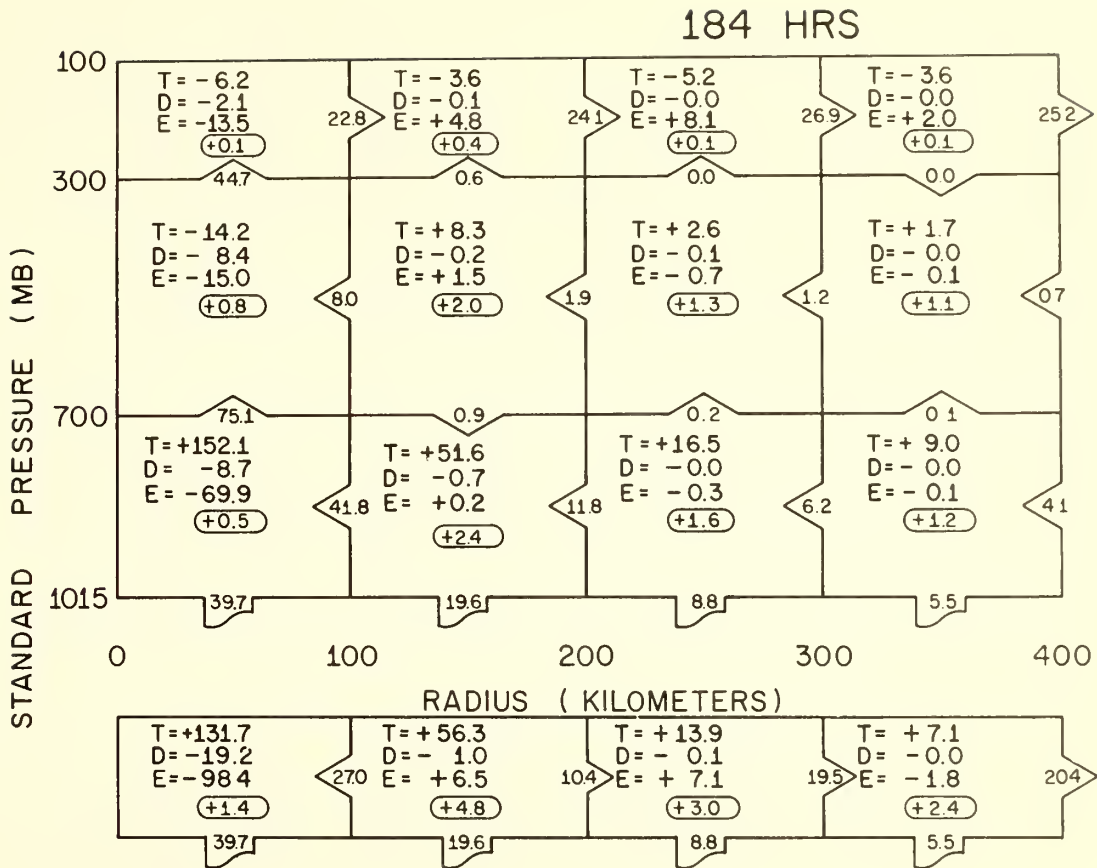 184 HRS
STANDARD PRESSURE (MB)
100
T = - 6.2
D = - 2.1
E = -13.5
+0.1
22.8
T = - 3.6
D = - 0.1
E = + 4.8
+0.4
24.1
T = - 5.2
D = - 0.0
E = + 8.1
+0.1
26.9
T = - 3.6
D = - 0.0
E = + 2.0
+0.1
25.2
300
44.7
0.6
0.0
0.0
T = -14.2
D = - 8.4
E = -15.0
+0.8
8.0
T = + 8.3
D = -0.2
E = + 1.5
+2.0
1.9
T = + 2.6
D = - 0.1
E = - 0.7
+1.3
1.2
T = + 1.7
D = - 0.0
E = - 0.1
+1.1
0.7
700
75.1
0.9
0.2
0.1
T = +152.1
D = -8.7
E = -69.9
+0.5
41.8
T = +51.6
D = -0.7
E = +0.2
+2.4
11.8
T = +16.5
D = -0.0
E = - 0.3
+1.6
6.2
T = + 9.0
D = - 0.0
E = - 0.1
+1.2
4.1
1015
39.7
19.6
8.8
5.5
0 100 200 300 400
RADIUS (KILOMETERS)
T = +131.7
D = -19.2
E = -98.4
+1.4
27.0
T = + 56.3
D = - 1.0
E = + 6.5
+4.8
10.4
T = + 13.9
D = - 0.1
E = + 7.1
+3.0
19.5
T = + 7.1
D = -0.0
E = - 1.8
+2.4
20.4
39.7
19.6
8.8
5.5